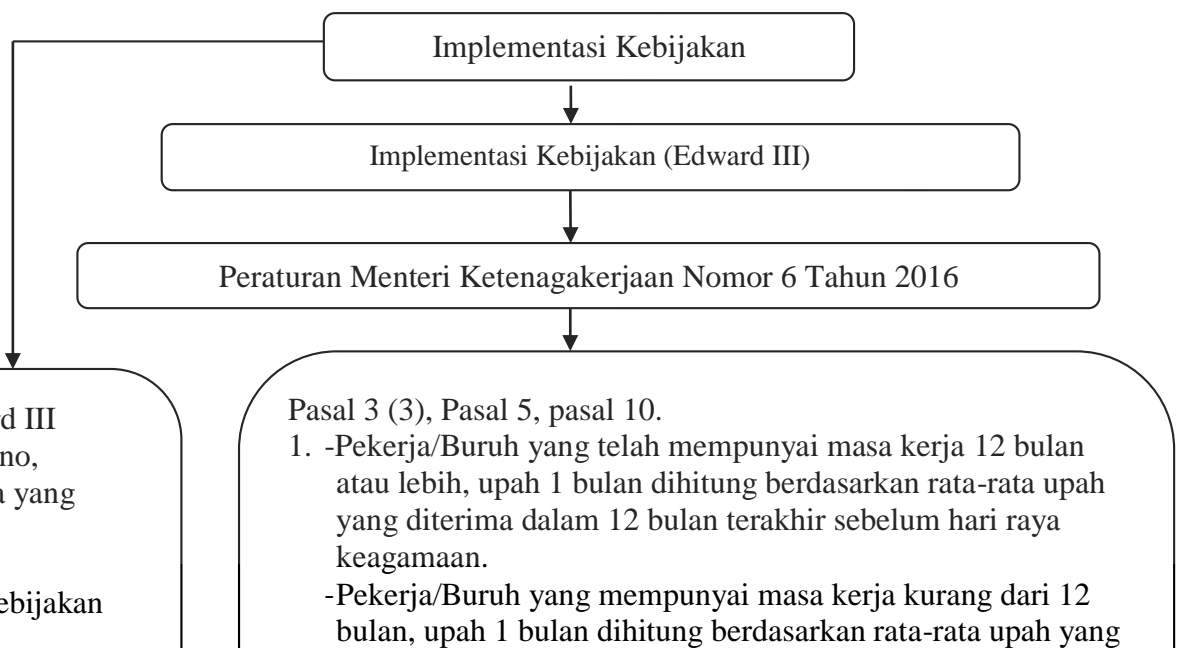 Implementasi Kebijakan
Implementasi Kebijakan (Edward III)
Peraturan Menteri Ketenagakerjaan Nomor 6 Tahun 2016
III
yang
Pasal 3 (3), Pasal 5, pasal 10.
1. -Pekerja/Buruh yang telah mempunyai masa kerja 12 bulan
atau lebih, upah 1 bulan dihitung berdasarkan rata-rata upah
yang diterima dalam 12 bulan terakhir sebelum hari raya
keagamaan.
-Pekerja/Buruh yang mempunyai masa kerja kurang dari 12
bulan, upah 1 bulan dihitung berdasarkan rata-rata upah yang